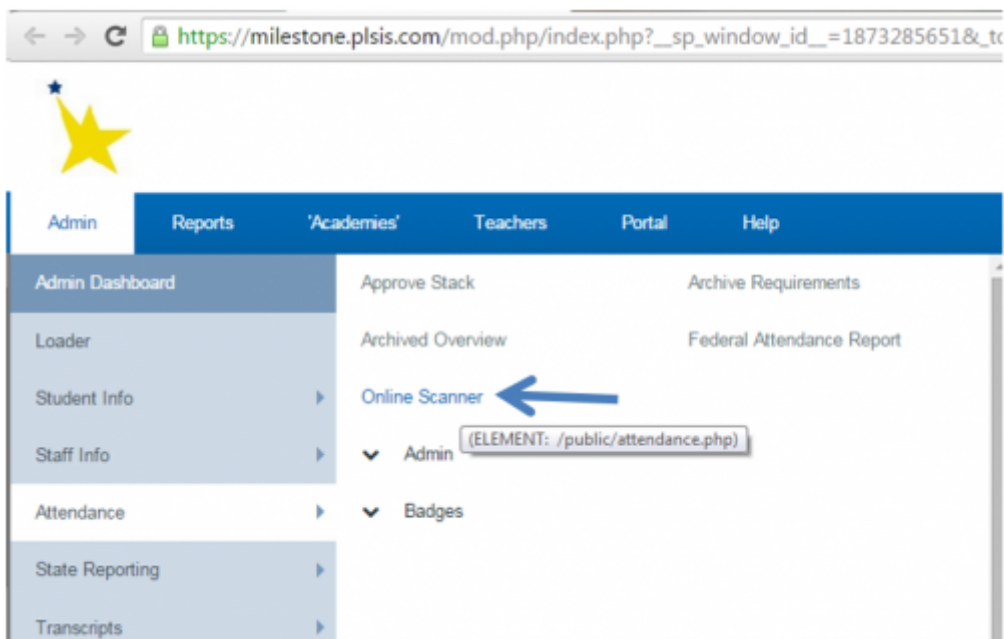 https://milestone.plsis.com/mod.php/index.php?__sp_window_id__=1873285651&_to
Admin Reports 'Academies' Teachers Portal Help
Admin Dashboard Approve Stack Archive Requirements
Loader Archived Overview Federal Attendance Report
Student Info Online Scanner
(ELEMENT: /public/attendance.php)
Staff Info Admin
Attendance Badges
State Reporting
Transcripts